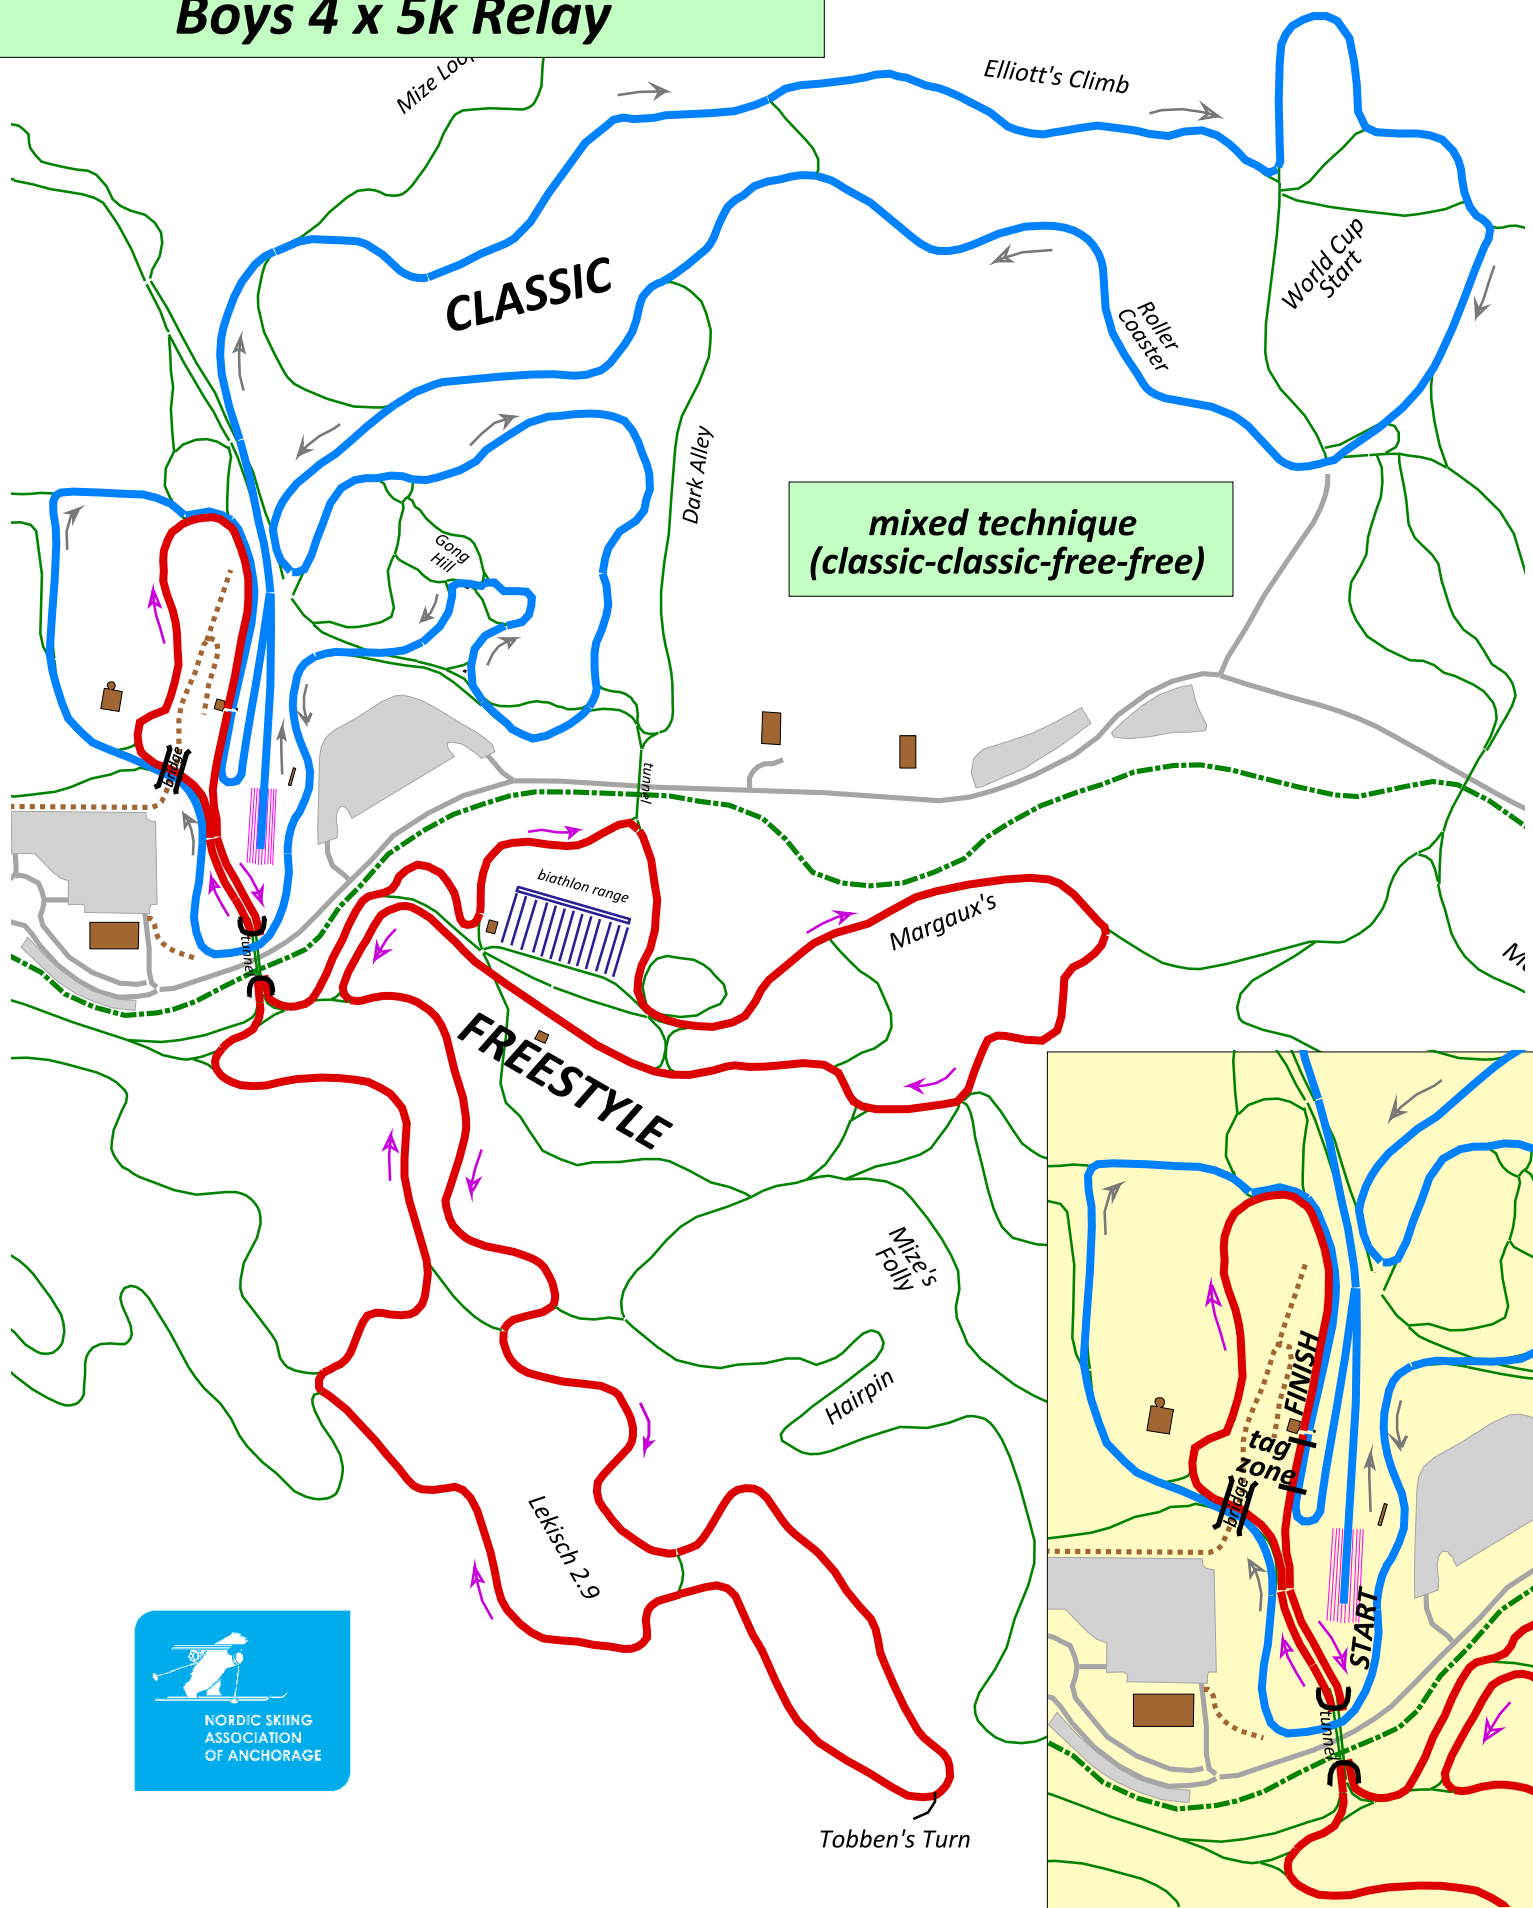 Boys 4 x 5k Relay
Elliott's Climb
CLASSIC
World Cup
Start
Roller
Coaster
Dark Alley
mixed technique
(classic-classic-free-free)
Gong
Hill
bridge
tunnel
biathlon range
Margaux's
tunnel
FREESTYLE
Mize's
Folly
Hairpin
Lekisch 2.9
FINISH
tag
zone
bridge
START
tunnel
NORDIC SKIING
ASSOCIATION
OF ANCHORAGE
Tobben's Turn